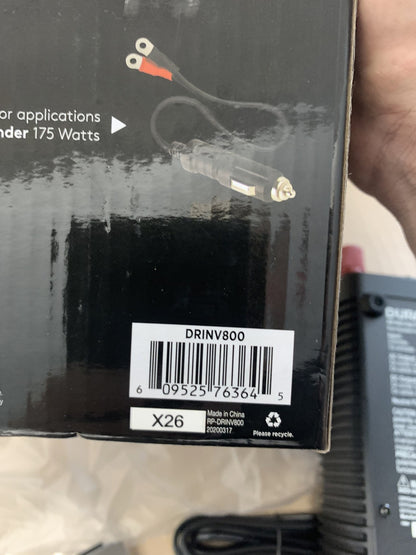 or applications
nder 175 Watts
DRINV800
6 09525 76364 5
X26
Made in China
RP-DRINV800
20200317
Please recycle.
DURA